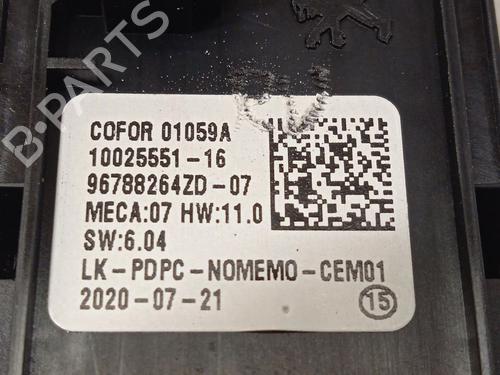 B-PARTS
COFOR 01059A
10025551-16
96788264ZD-07
MECA:07 HW:11.0
SW:6.04
LK-PDPC-NOMEMO-CEM01
2020-07-21
15